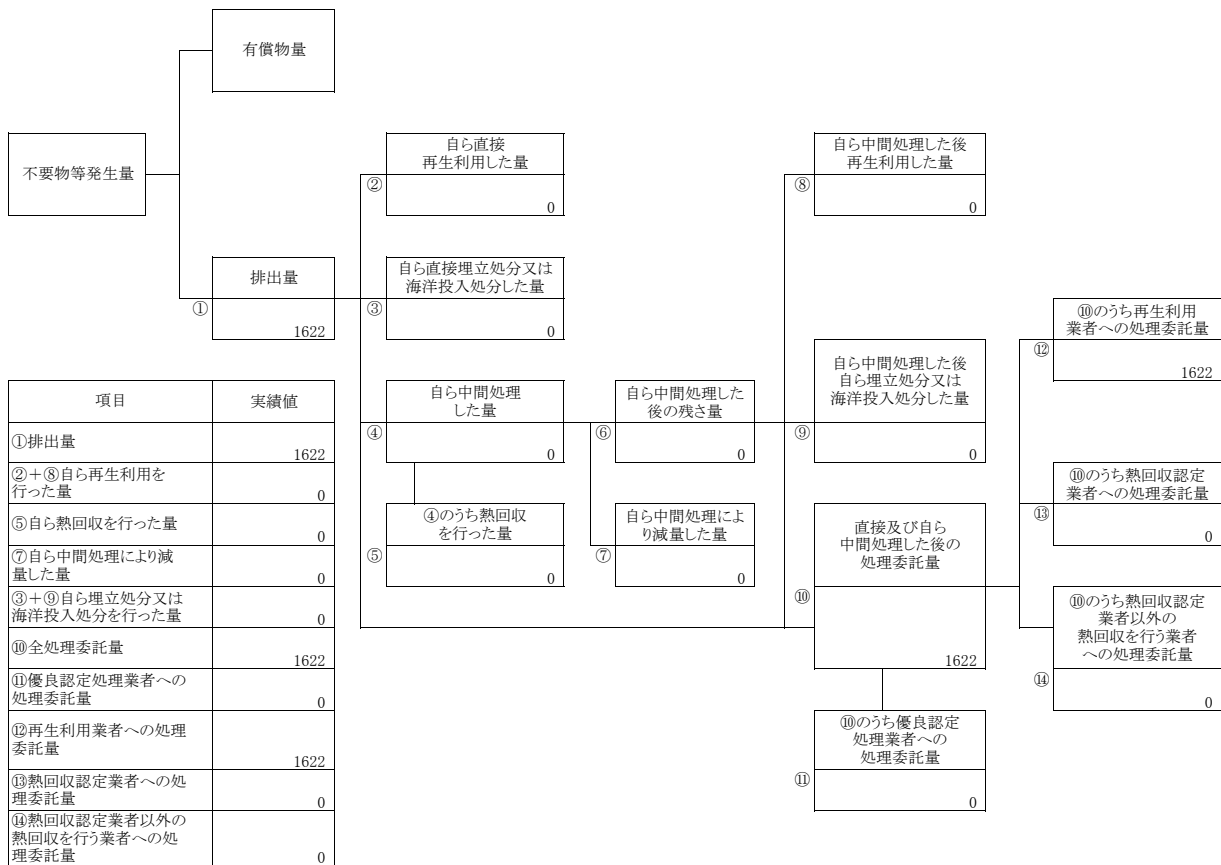 有償物量
不要物等発生量
排出量
①
1622
自ら直接
再生利用した量
②
0
自ら直接埋立処分又は
海洋投入処分した量
③
0
自ら中間処理
した量
④
0
④のうち熱回収
を行った量
⑤
0
自ら中間処理した
後の残さ量
⑥
0
自ら中間処理によ
り減量した量
⑦
0
自ら中間処理した後
再生利用した量
⑧
0
自ら中間処理した後
自ら埋立処分又は
海洋投入処分した量
⑨
0
直接及び自ら
中間処理した後の
処理委託量
⑩
1622
⑩のうち優良認定
処理業者への
処理委託量
⑪
0
⑩のうち再生利用
業者への処理委託量
⑫
1622
⑩のうち熱回収認定
業者への処理委託量
⑬
0
⑩のうち熱回収認定
業者以外の
熱回収を行う業者
への処理委託量
⑭
0
項目 実績値
①排出量 1622
②+⑧自ら再生利用を
行った量 0
⑤自ら熱回収を行った量 0
⑦自ら中間処理により減
量した量 0
③+⑨自ら埋立処分又は
海洋投入処分を行った量 0
⑩全処理委託量 1622
⑪優良認定処理業者への
処理委託量 0
⑫再生利用業者への処理
委託量 1622
⑬熱回収認定業者への処
理委託量 0
⑭熱回収認定業者以外の
熱回収を行う業者への処
理委託量 0